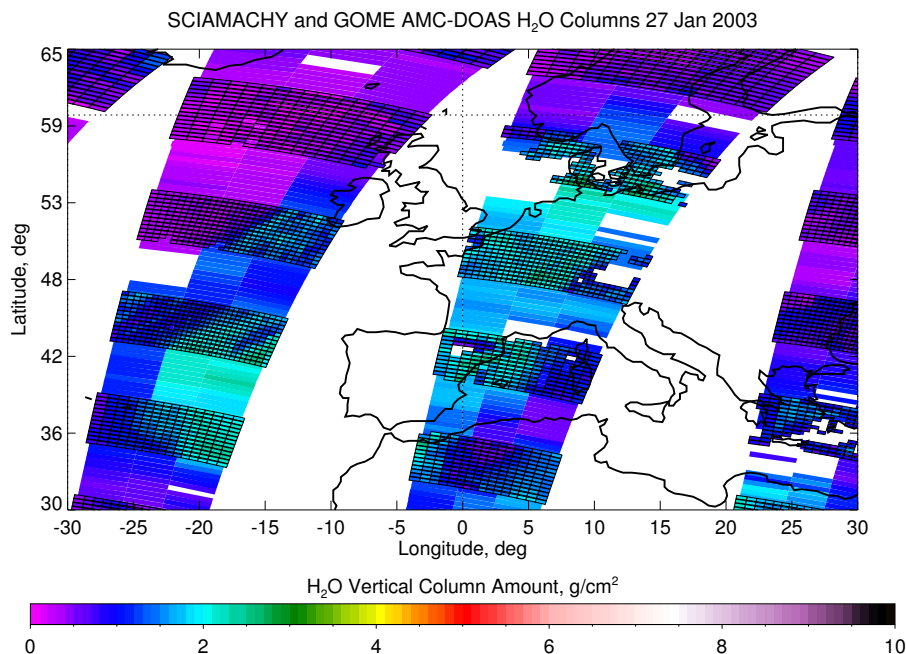 SCIAMACHY and GOME AMC-DOAS H₂O Columns 27 Jan 2003
65
59
53
48
42
36
30
Latitude, deg
-30 -25 -20 -15 -10 -5 0 5 10 15 20 25 30
Longitude, deg
H₂O Vertical Column Amount, g/cm²
0 2 4 6 8 10